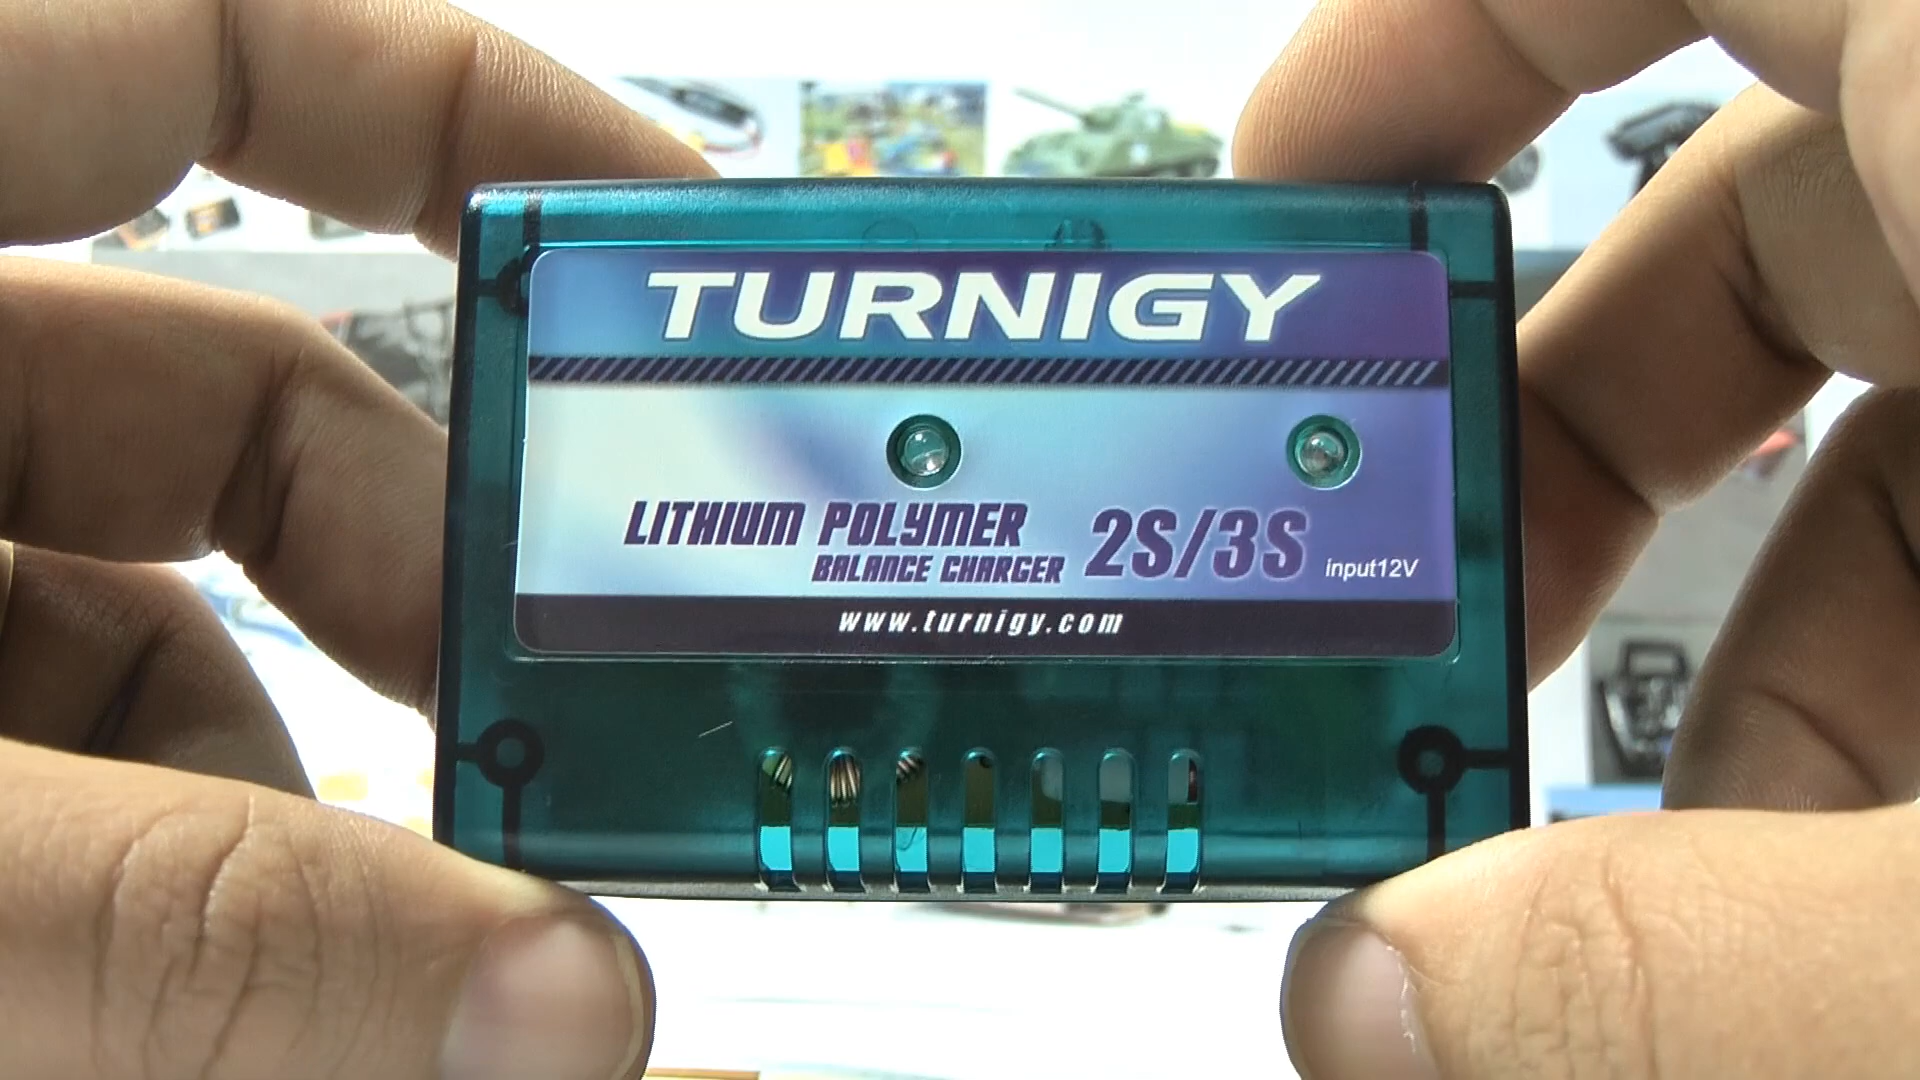 TURNIGY
LITHIUM POLYMER
BALANCE CHARGER
2S/3S
input12V
www.turnigy.com